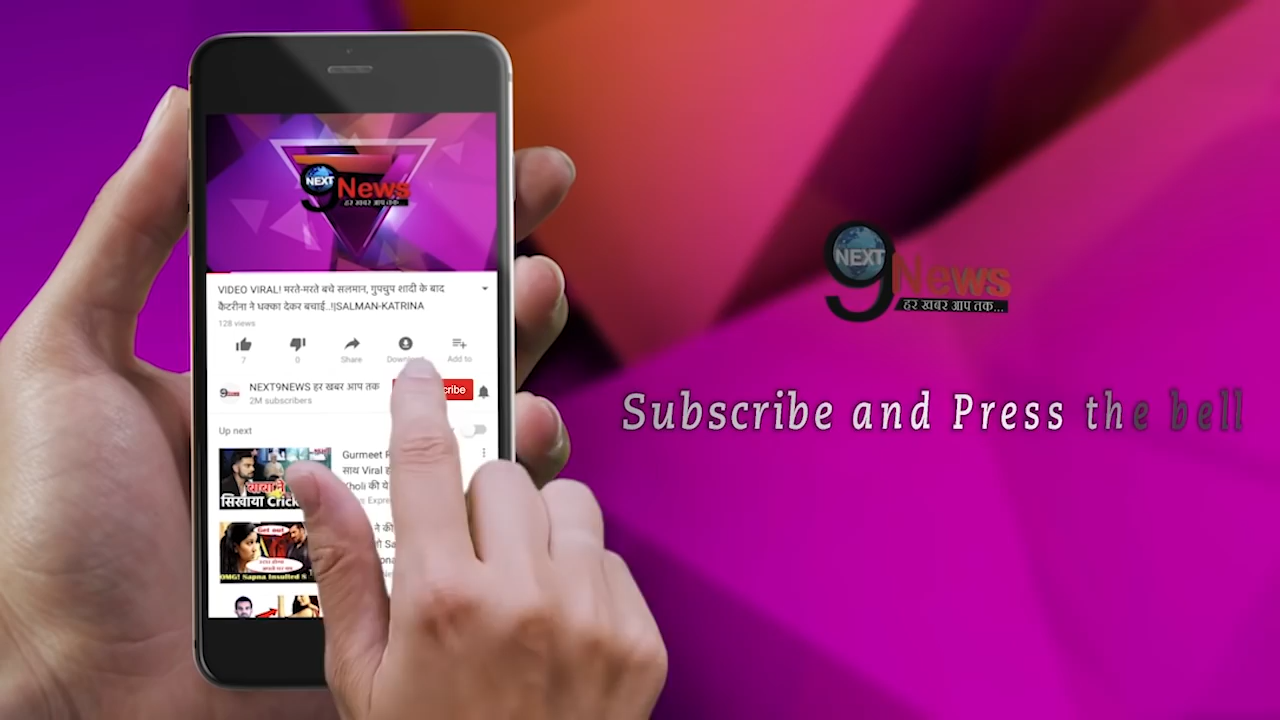 NEXT
9 News
हर खबर आप तक...
VIDEO VIRAL! मरते-मरते बचे सलमान, गुपचुप शादी के बाद
कैटरीना ने धक्का देकर बचाई..!|SALMAN-KATRINA
128 views
7
0
Share
Add to
NEXT9NEWS हर खबर आप तक
2M subscribers
Up next
Gurmeet
साथ Viral
सिखाया
Get out
OMG! Sapna Insulted
NEXT
9 News
हर खबर आप तक...
Subscribe and Press the bell